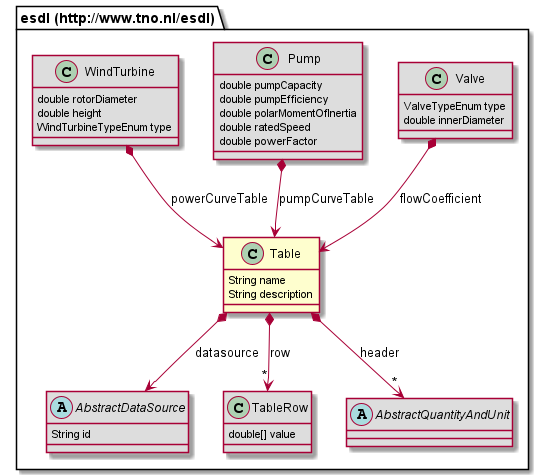 esdl (http://www.tno.nl/esdl)
C WindTurbine
double rotorDiameter
double height
WindTurbineTypeEnum type
C Pump
double pumpCapacity
double pumpEfficiency
double polarMomentOfInertia
double ratedSpeed
double powerFactor
C Valve
ValveTypeEnum type
double innerDiameter
powerCurveTable
pumpCurveTable
flowCoefficient
C Table
String name
String description
datasource
row
header
*
*
A AbstractDataSource
String id
C TableRow
double[] value
A AbstractQuantityAndUnit